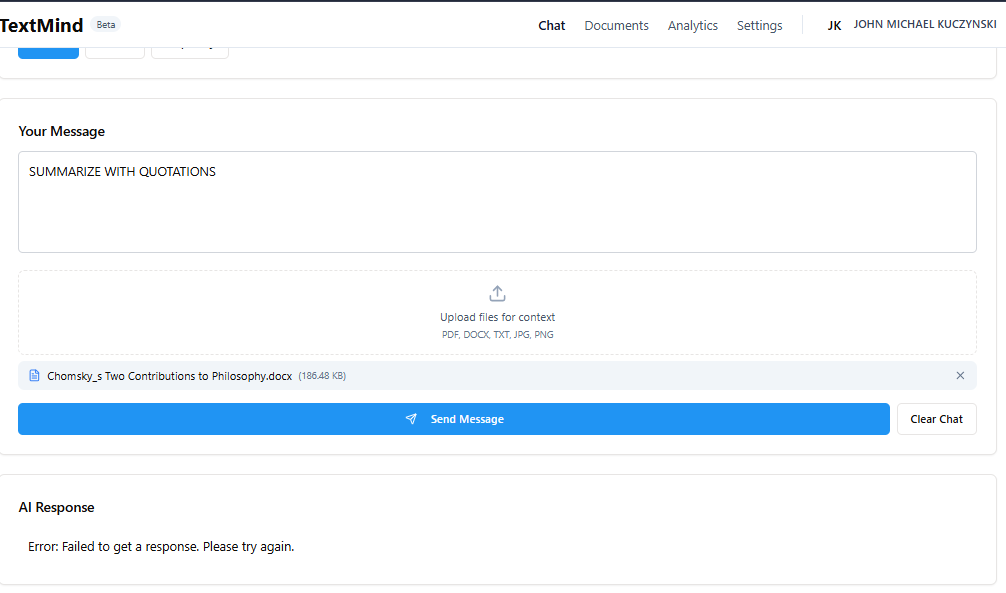 TextMind Beta Chat Documents Analytics Settings JK JOHN MICHAEL KUCZYNSKI
Your Message
SUMMARIZE WITH QUOTATIONS
Upload files for context
PDF, DOCX, TXT, JPG, PNG
Chomsky_s Two Contributions to Philosophy.docx (186.48 KB)
Send Message Clear Chat
AI Response
Error: Failed to get a response. Please try again.